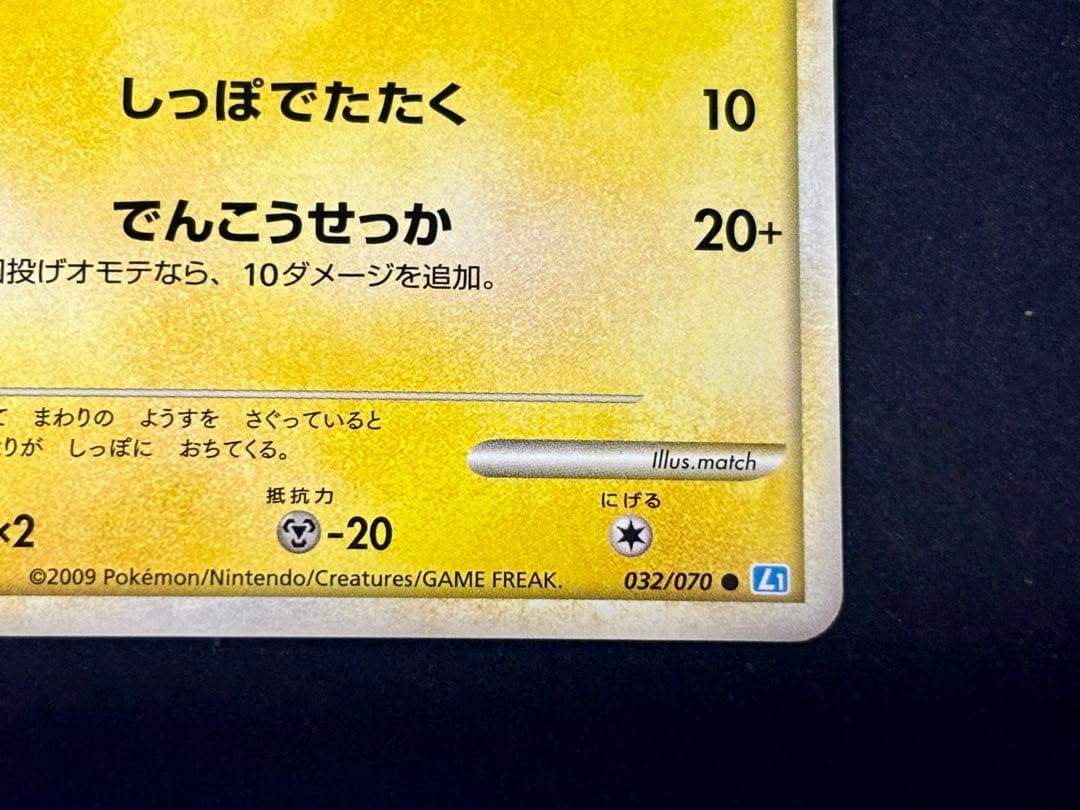 しっぽでたたく 10
でんこうせっか 20+
投げオモテなら、10ダメージを追加。
て まわりの ようすを さぐっていると
りが しっぽに おちてくる。
Illus.match
抵抗力 にげる
×2 -20
©2009 Pokémon/Nintendo/Creatures/GAME FREAK. 032/070 ● L1